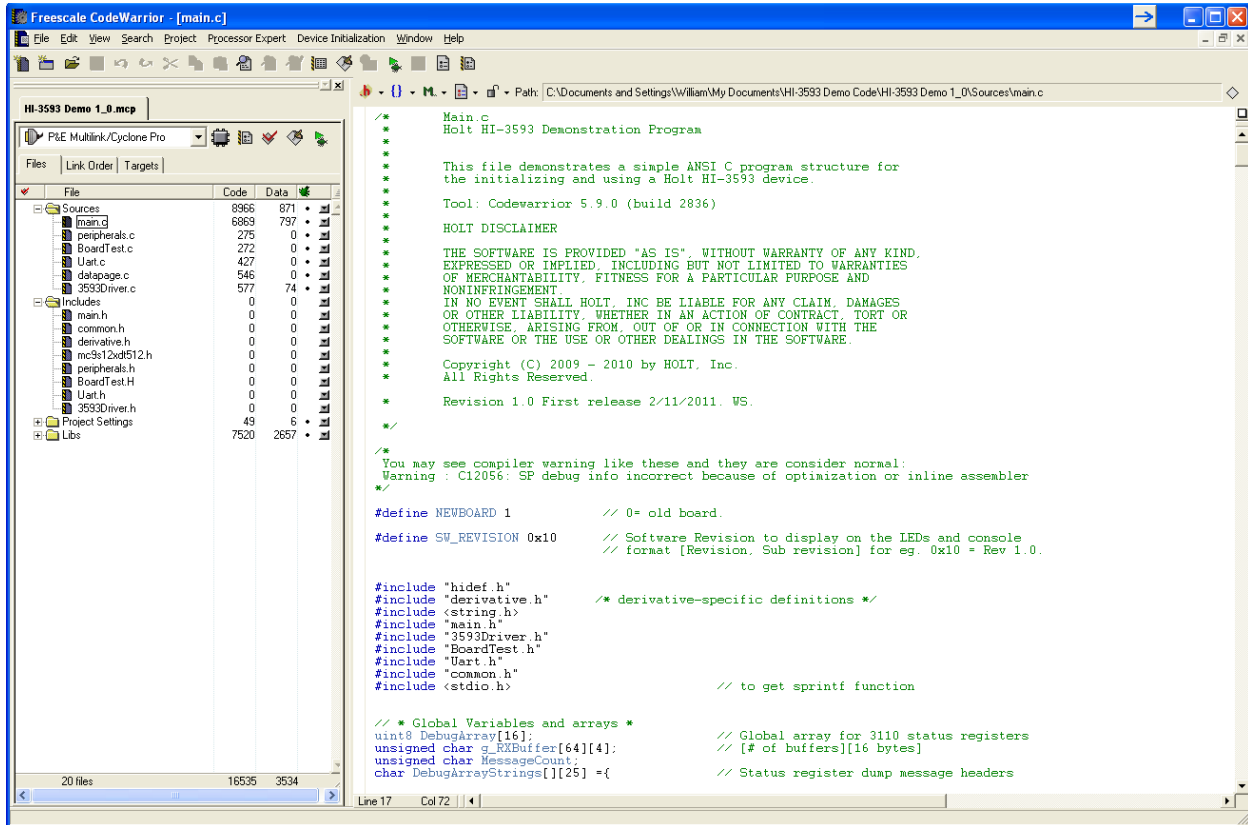 Freescale CodeWarrior - [main.c]
File Edit View Search Project Processor Expert Device Initialization Window Help
HI-3593 Demo 1_0.mcp
P&E Multilink/Cyclone Pro
Files Link Order Targets
File Code Data
Sources 8966 871
main.c 6869 797
peripherals.c 275 0
BoardTest.c 272 0
Uart.c 427 0
datapage.c 546 0
3593Driver.c 577 74
Includes 0 0
main.h 0 0
common.h 0 0
derivative.h 0 0
mc9s12xdt512.h 0 0
peripherals.h 0 0
BoardTest.H 0 0
Uart.h 0 0
3593Driver.h 0 0
Project Settings 49 6
Libs 7520 2657
20 files 16535 3534
h {} M. Path: C:\Documents and Settings\William\My Documents\HI-3593 Demo Code\HI-3593 Demo 1_0\Sources\main.c
/* Main.c
* Holt HI-3593 Demonstration Program
*
*
* This file demonstrates a simple ANSI C program structure for
* the initializing and using a Holt HI-3593 device.
*
* Tool: Codewarrior 5.9.0 (build 2836)
*
* HOLT DISCLAIMER
*
* THE SOFTWARE IS PROVIDED "AS IS", WITHOUT WARRANTY OF ANY KIND,
* EXPRESSED OR IMPLIED, INCLUDING BUT NOT LIMITED TO WARRANTIES
* OF MERCHANTABILITY, FITNESS FOR A PARTICULAR PURPOSE AND
* NONINFRINGEMENT.
* IN NO EVENT SHALL HOLT, INC BE LIABLE FOR ANY CLAIM, DAMAGES
* OR OTHER LIABILITY, WHETHER IN AN ACTION OF CONTRACT, TORT OR
* OTHERWISE, ARISING FROM, OUT OF OR IN CONNECTION WITH THE
* SOFTWARE OR THE USE OR OTHER DEALINGS IN THE SOFTWARE.
*
* Copyright (C) 2009 - 2010 by HOLT, Inc.
* All Rights Reserved.
* Revision 1.0 First release 2/11/2011. WS.
*/
/*
You may see compiler warning like these and they are consider normal:
Warning : C12056: SP debug info incorrect because of optimization or inline assembler
*/
#define NEWBOARD 1 // 0= old board.
#define SW_REVISION 0x10 // Software Revision to display on the LEDs and console
// format [Revision, Sub revision] for eg. 0x10 = Rev 1.0.
#include "hidef.h"
#include "derivative.h" /* derivative-specific definitions */
#include <string.h>
#include "main.h"
#include "3593Driver.h"
#include "BoardTest.h"
#include "Uart.h"
#include "common.h"
#include <stdio.h> // to get sprintf function
// * Global Variables and arrays *
uint8 DebugArray[16]; // Global array for 3110 status registers
unsigned char g_RXBuffer[64][4]; // [# of buffers][16 bytes]
unsigned char MessageCount;
char DebugArrayStrings[][25] ={ // Status register dump message headers
Line 17 Col 72